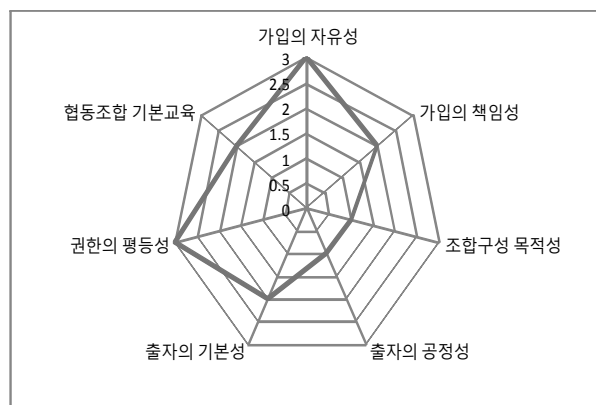 가입의 자유성
3
2.5
2
1.5
1
0.5
0
가입의 책임성
조합구성 목적성
출자의 공정성
출자의 기본성
권한의 평등성
협동조합 기본교육